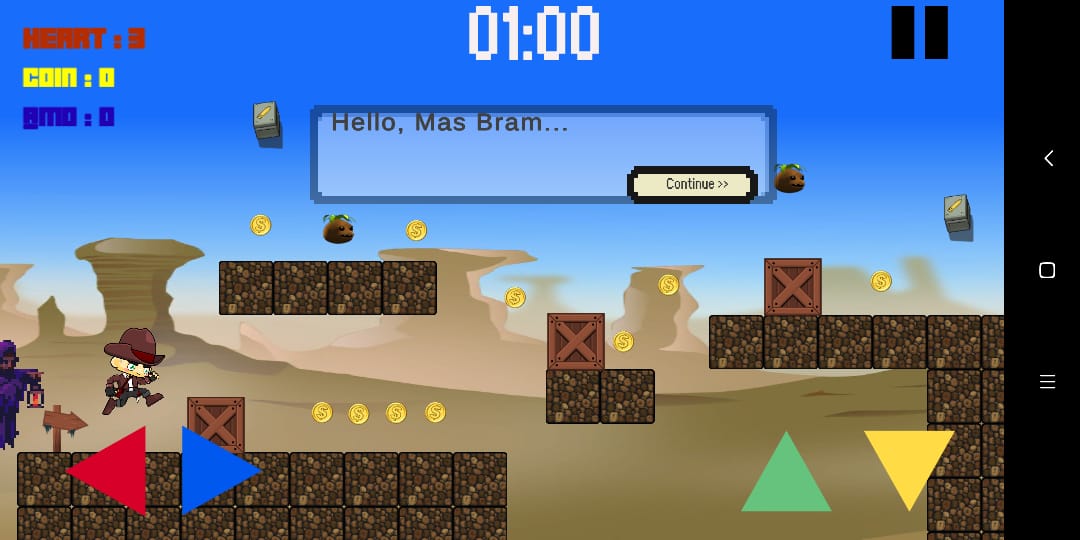 HEART : 3
01:00
COIN : 0
AMO : 0
Hello, Mas Bram...
Continue >>